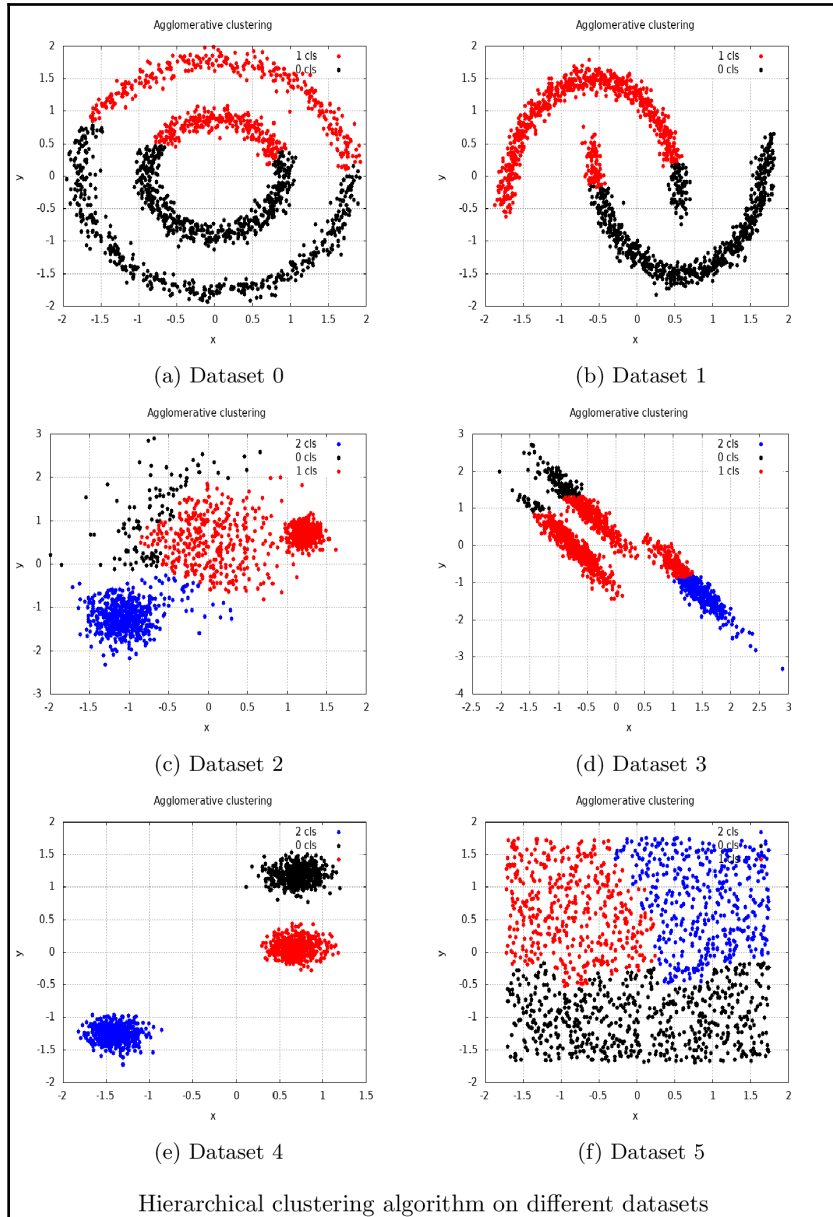 Agglomerative clustering
2
1.5
1
0.5
0
-0.5
-1
-1.5
-2
y
1 cls
0 cls
-2 -1.5 -1 -0.5 0 0.5 1 1.5 2
x
(a) Dataset 0
Agglomerative clustering
2
1.5
1
0.5
0
-0.5
-1
-1.5
-2
y
1 cls
0 cls
-2 -1.5 -1 -0.5 0 0.5 1 1.5 2
x
(b) Dataset 1
Agglomerative clustering
3
2
1
0
-1
-2
-3
y
2 cls
0 cls
1 cls
-2 -1.5 -1 -0.5 0 0.5 1 1.5 2
x
(c) Dataset 2
Agglomerative clustering
3
2
1
0
-1
-2
-3
-4
y
2 cls
0 cls
1 cls
-2.5 -2 -1.5 -1 -0.5 0 0.5 1 1.5 2 2.5 3
x
(d) Dataset 3
Agglomerative clustering
2
1.5
1
0.5
0
-0.5
-1
-1.5
-2
y
2 cls
0 cls
-2 -1.5 -1 -0.5 0 0.5 1 1.5
x
(e) Dataset 4
Agglomerative clustering
2
1.5
1
0.5
0
-0.5
-1
-1.5
-2
y
2 cls
0 cls
1 cls
-2 -1.5 -1 -0.5 0 0.5 1 1.5 2
x
(f) Dataset 5
Hierarchical clustering algorithm on different datasets